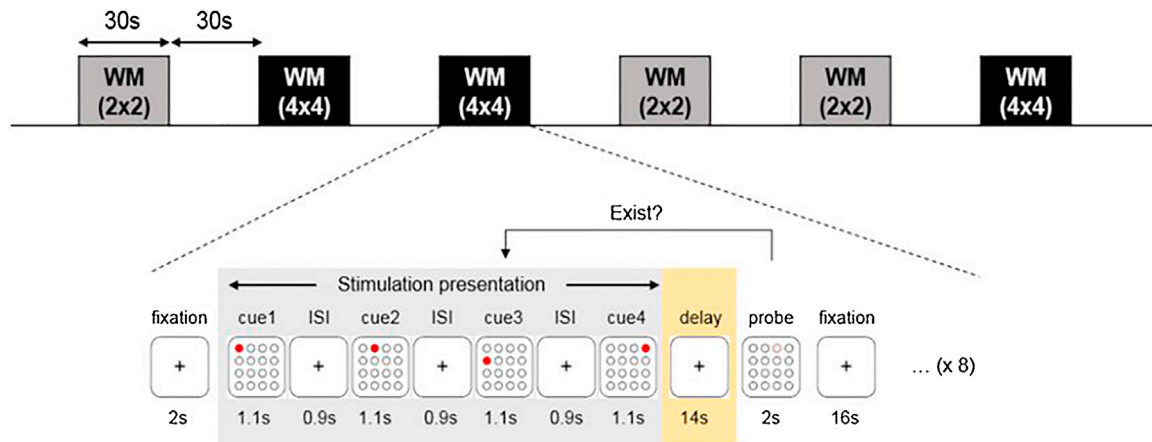 30s 30s
WM WM WM WM WM WM
(2x2) (4x4) (4x4) (2x2) (2x2) (4x4)
Exist?
Stimulation presentation
fixation cue1 ISI cue2 ISI cue3 ISI cue4 delay probe fixation
+ + + + + +
... (x 8)
2s 1.1s 0.9s 1.1s 0.9s 1.1s 0.9s 1.1s 14s 2s 16s